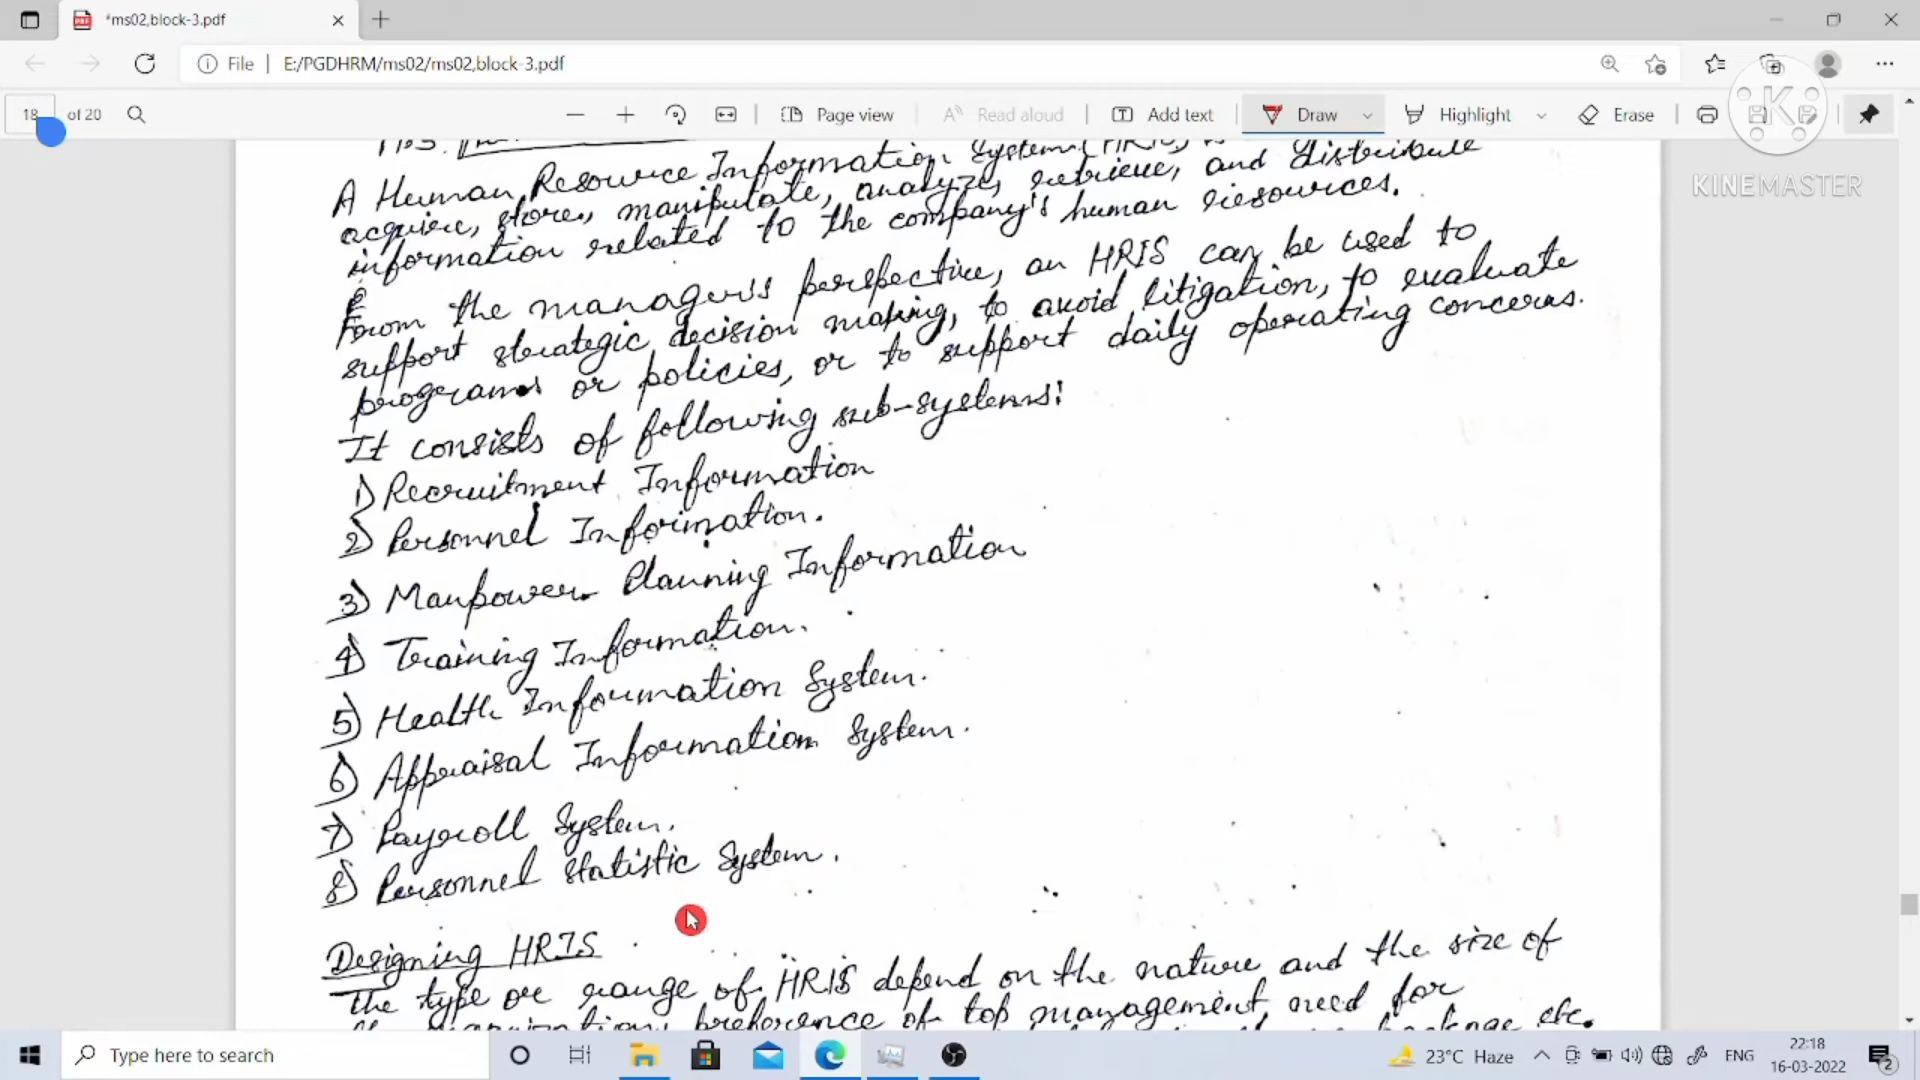 *ms02,block-3.pdf
File | E:/PGDHRM/ms02/ms02,block-3.pdf
18 of 20
Page view
Read aloud
Add text
Draw
Highlight
Erase
K
KINEMASTER
A Human Resource Information System (HRIS)
acquire, store, manipulate, analyze, retrieve, and distribute
information related to the company's human resources.
From the manager's perspective, an HRIS can be used to
support strategic decision making, to avoid litigation, to evaluate
programs or policies, or to support daily operating concerns.
It consists of following sub-systems:
1) Recruitment Information
2) Personnel Information.
3) Manpower Planning Information
4) Training Information.
5) Health Information System.
6) Appraisal Information System.
7) Payroll System.
8) Personnel Statistic System.
Designing HRIS
The type or range of HRIS depend on the nature and the size of
preference of top management, need for
package etc.
Type here to search
23°C Haze
ENG
22:18
16-03-2022
2